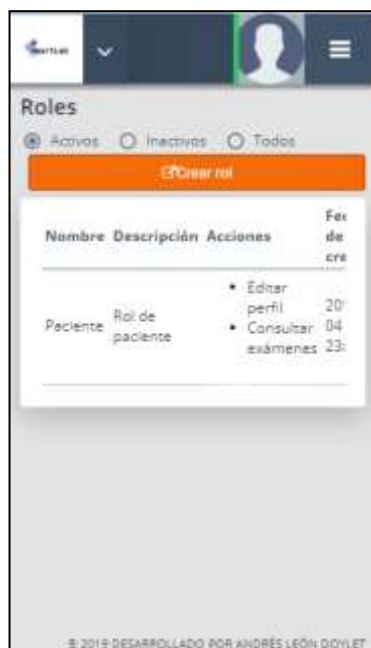 Roles
Activos Inactivos Todos
Crear rol
Nombre Descripción Acciones Fec de cre
Paciente Rol de paciente
• Editar perfil
• Consultar exámenes
20 04 23:
© 2019 DESARROLLADO POR ANDRÉS LEÓN DOYLET